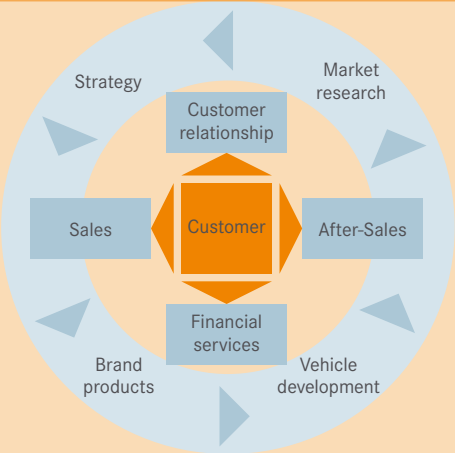 Strategy
Market
research
Customer
relationship
Sales
Customer
After-Sales
Financial
services
Brand
products
Vehicle
development